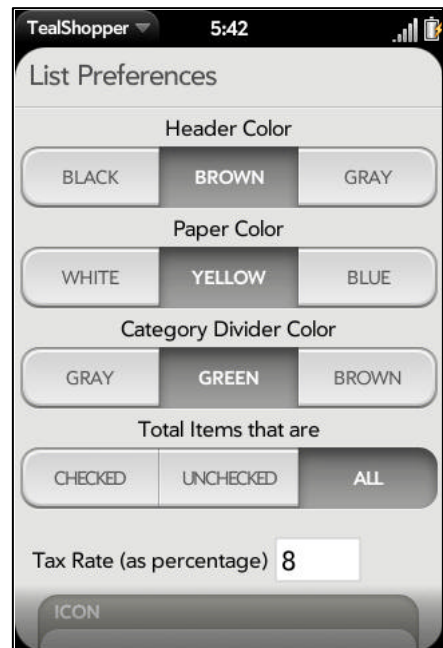 TealShopper 5:42
List Preferences
Header Color
BLACK BROWN GRAY
Paper Color
WHITE YELLOW BLUE
Category Divider Color
GRAY GREEN BROWN
Total Items that are
CHECKED UNCHECKED ALL
Tax Rate (as percentage) 8
ICON